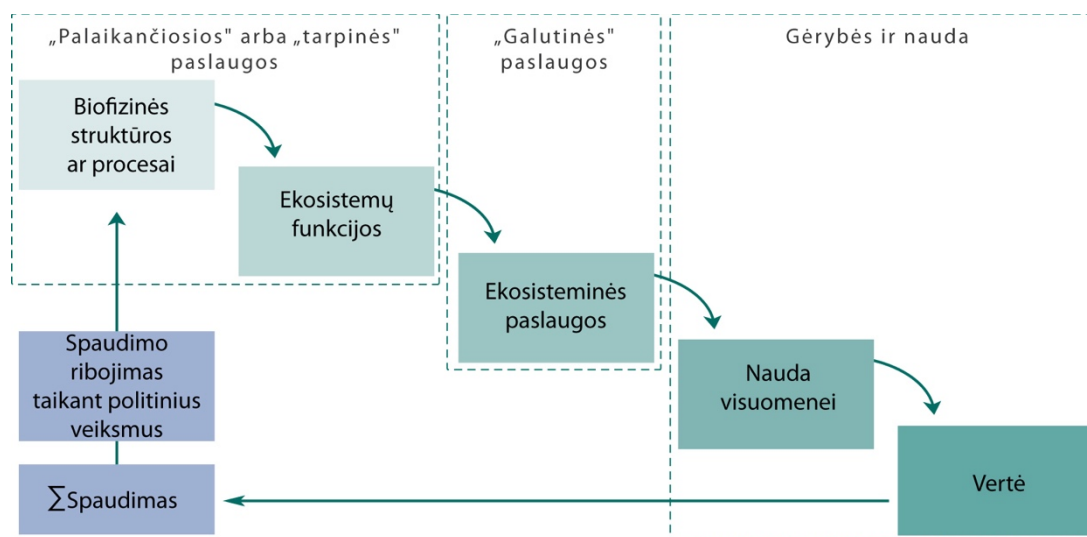 „Palaikančiosios" arba „tarpinės"
paslaugos
„Galutinės"
paslaugos
Gėrybės ir nauda
Biofizinės
struktūros
ar procesai
Ekosistemų
funkcijos
Ekosisteminės
paslaugos
Nauda
visuomenei
Vertė
Spaudimo
ribojimas
taikant politinius
veiksmus
∑Spaudimas